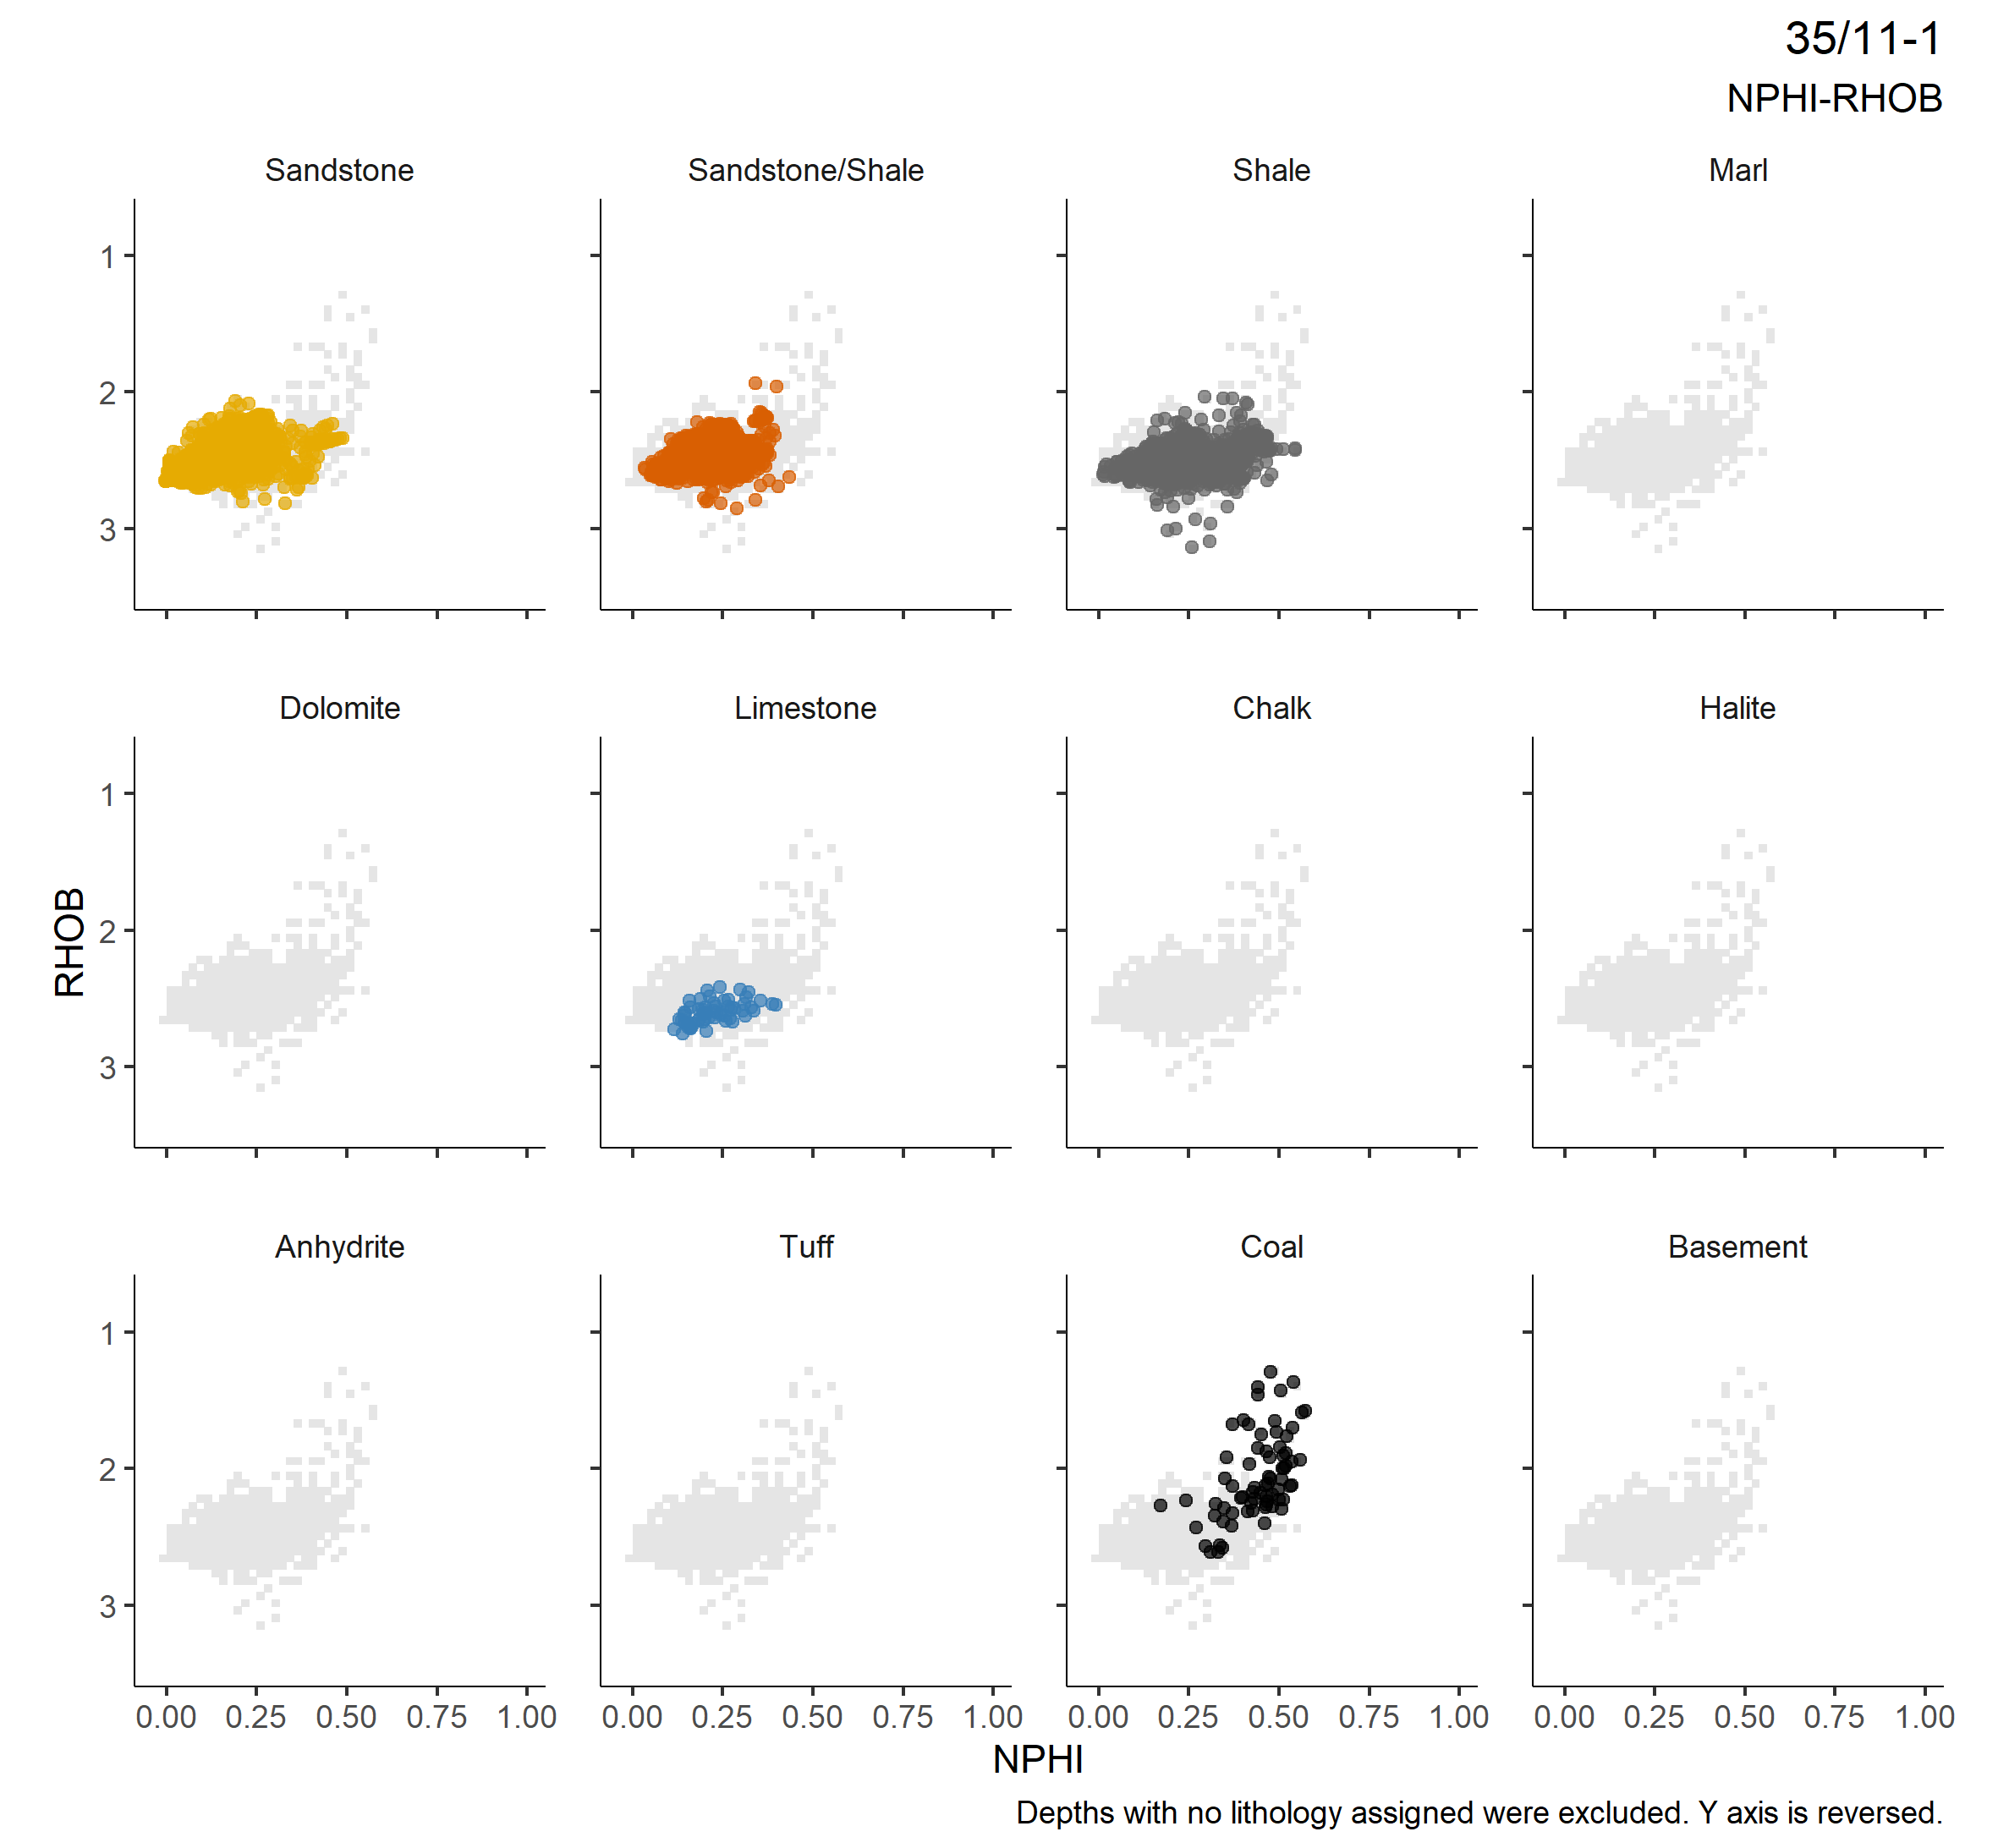 35/11-1
NPHI-RHOB
Sandstone
Sandstone/Shale
Shale
Marl
1
2
3
Dolomite
Limestone
Chalk
Halite
1
2
3
RHOB
Anhydrite
Tuff
Coal
Basement
1
2
3
0.00 0.25 0.50 0.75 1.00
0.00 0.25 0.50 0.75 1.00
0.00 0.25 0.50 0.75 1.00
0.00 0.25 0.50 0.75 1.00
NPHI
Depths with no lithology assigned were excluded. Y axis is reversed.